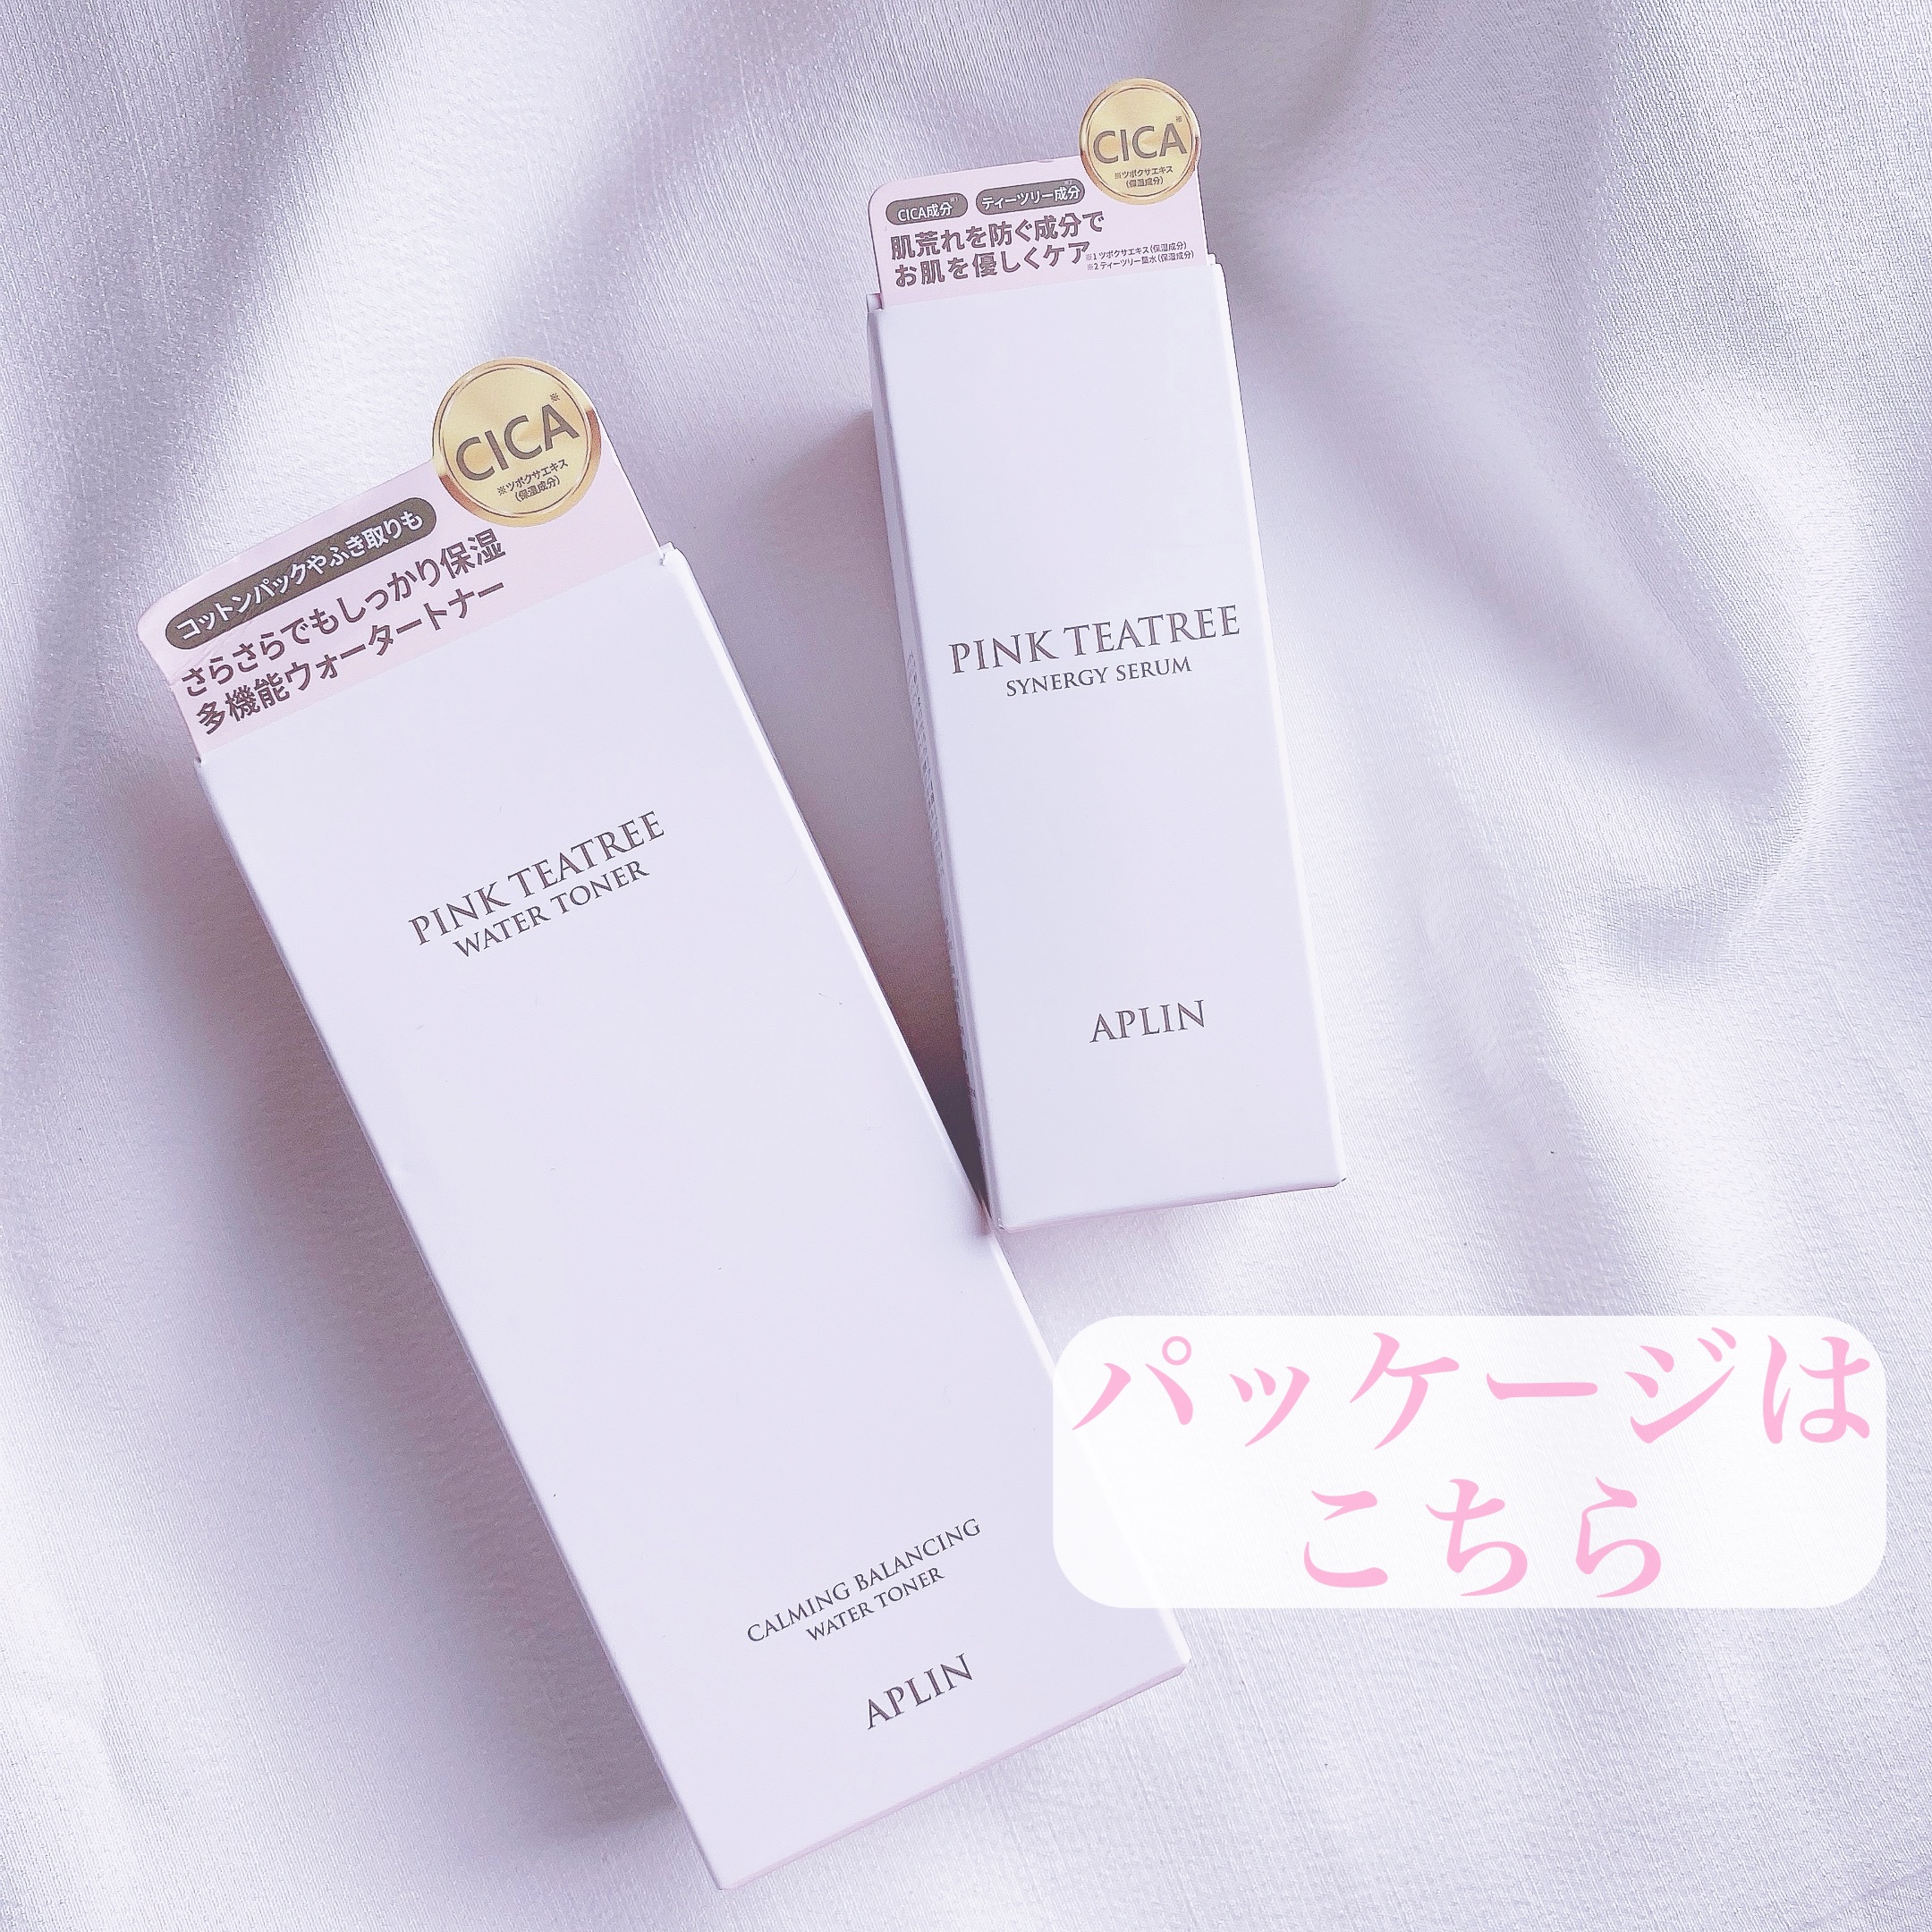 CICA※
※ツボクサエキス
(保湿成分)
CICA成分※1 ティーツリー成分※2
肌荒れを防ぐ成分で
お肌を優しくケア
※1 ツボクサエキス(保湿成分)
※2 ティーツリー葉水(保湿成分)
PINK TEATREE
SYNERGY SERUM
APLIN
CICA※
※ツボクサエキス
(保湿成分)
コットンパックやふき取りも
さらさらでもしっかり保湿
多機能ウォータートナー
PINK TEATREE
WATER TONER
CALMING BALANCING
WATER TONER
APLIN
パッケージは
こちら